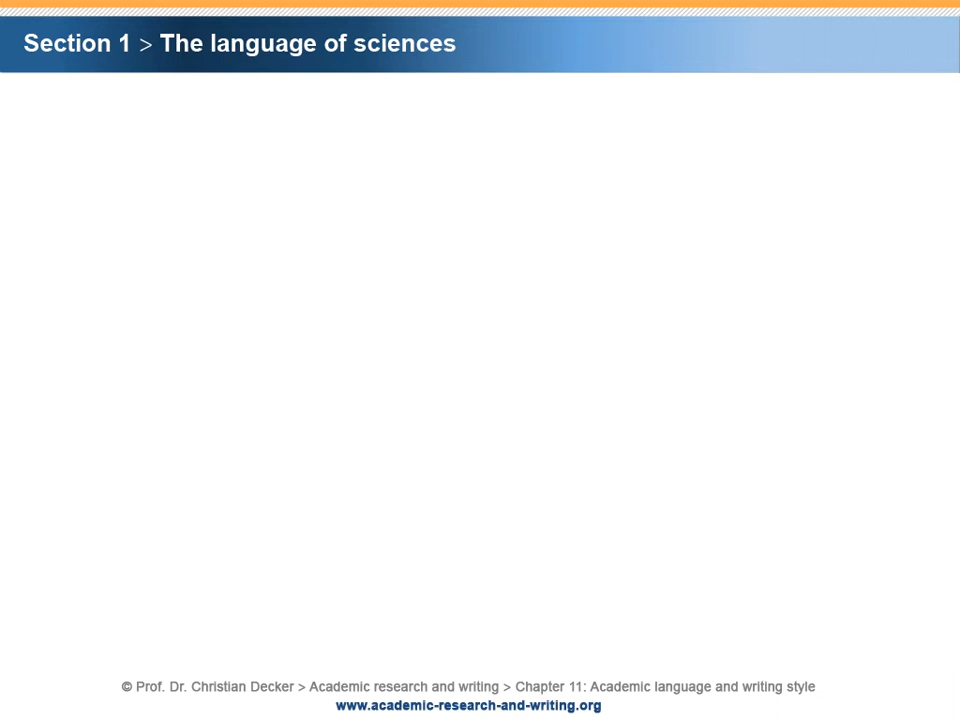 Section 1 > The language of sciences
© Prof. Dr. Christian Decker > Academic research and writing > Chapter 11: Academic language and writing style
www.academic-research-and-writing.org